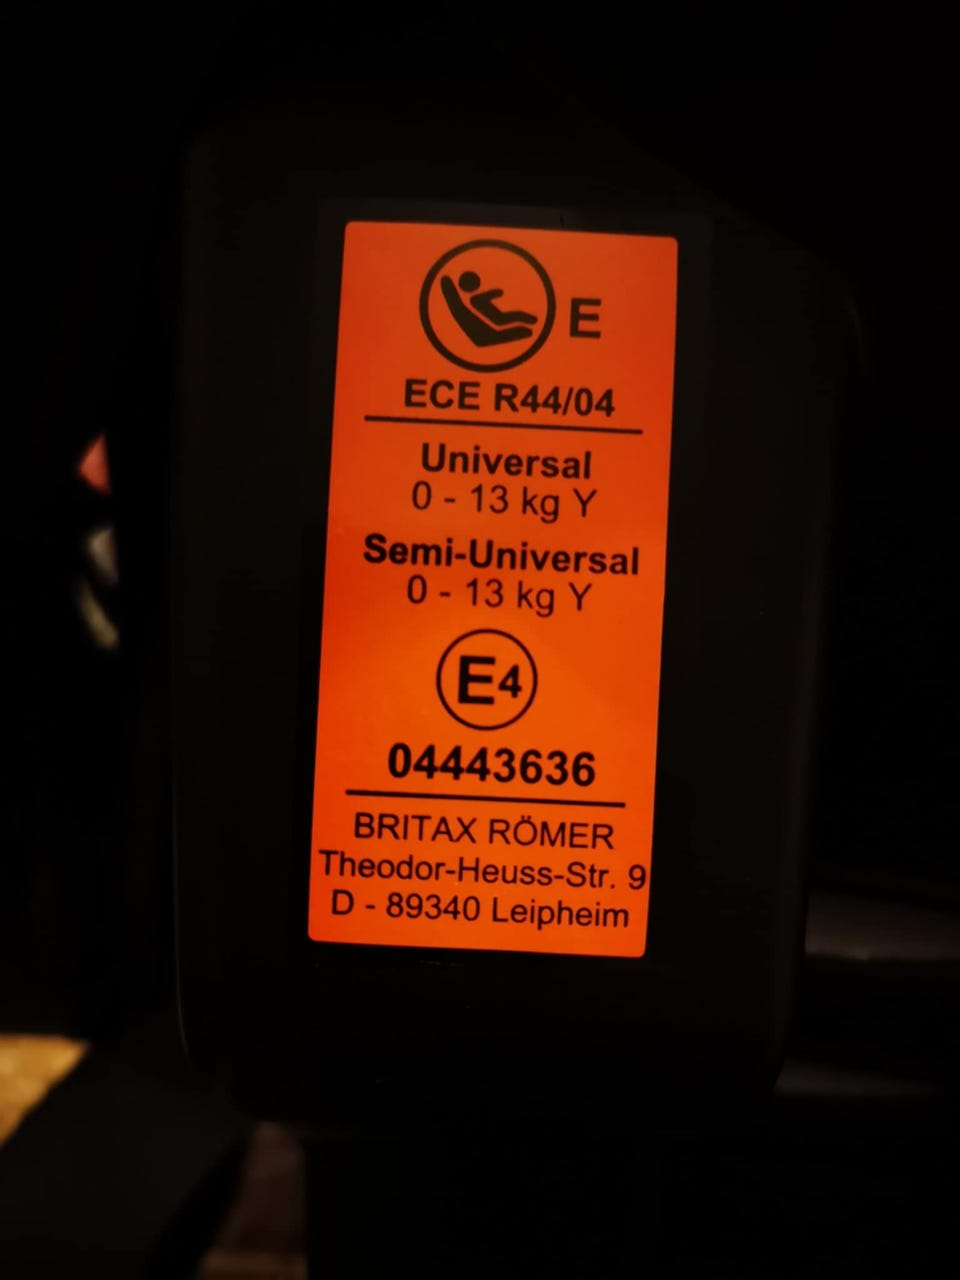 E
ECE R44/04
Universal
0 - 13 kg Y
Semi-Universal
0 - 13 kg Y
E4
04443636
BRITAX RÖMER
Theodor-Heuss-Str. 9
D - 89340 Leipheim